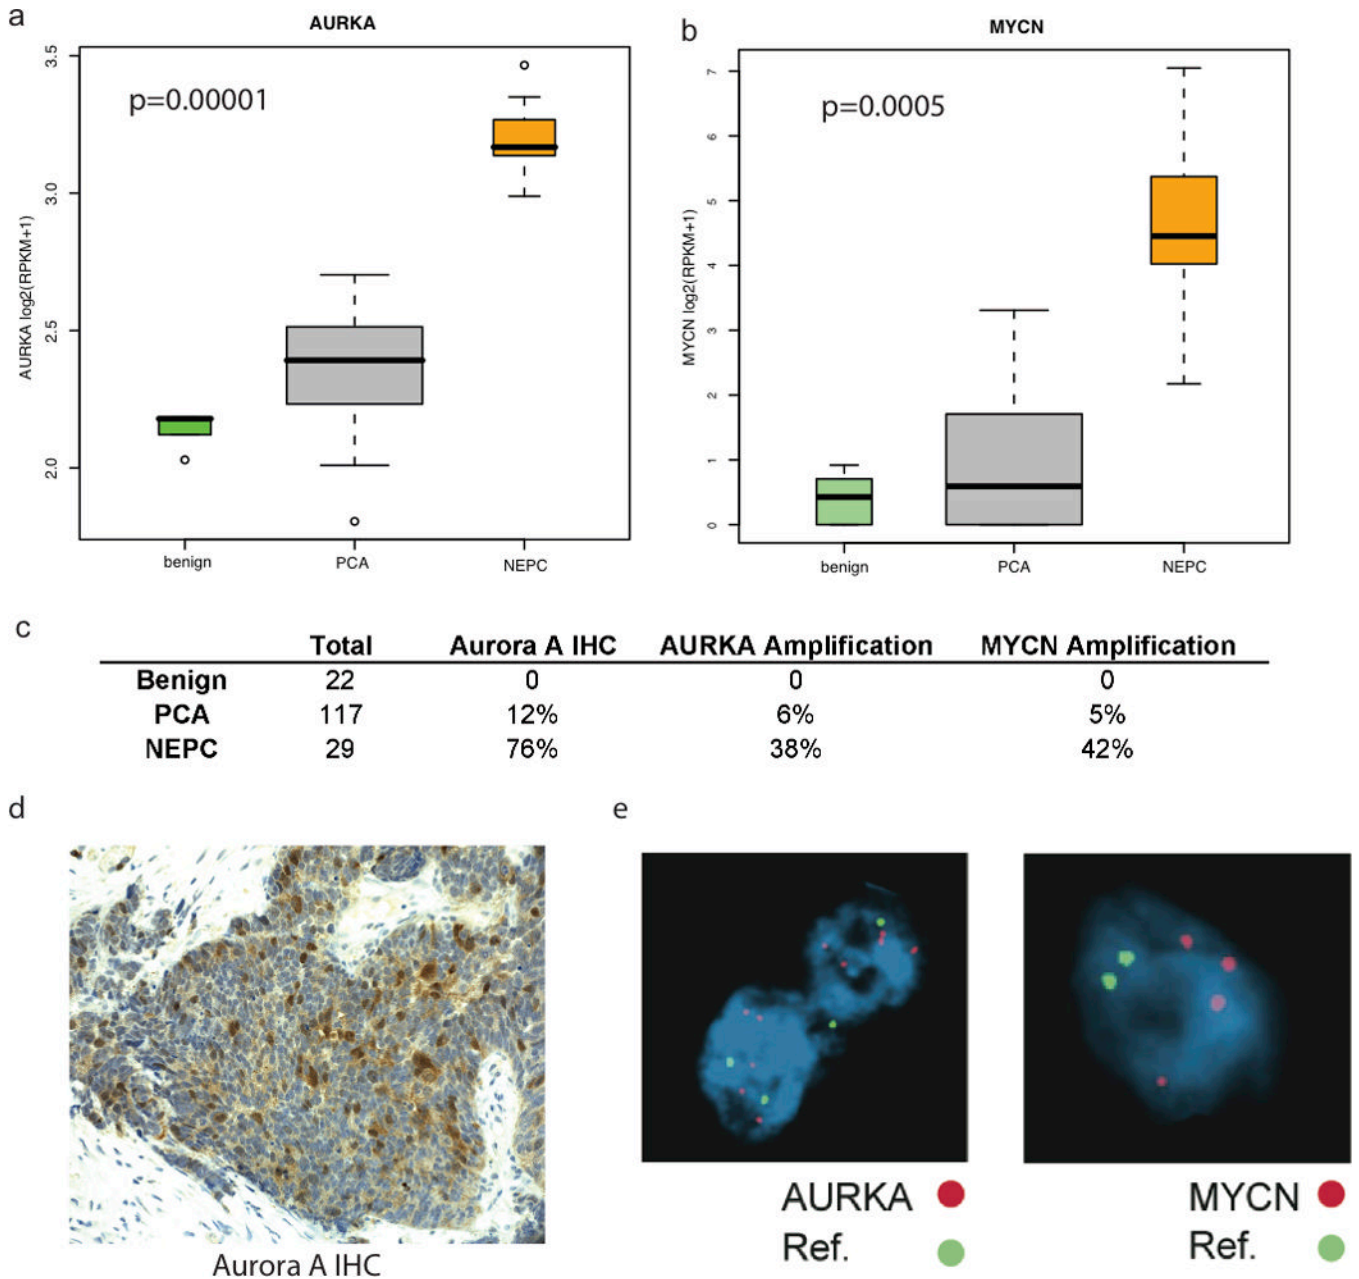 a
AURKA
p=0.00001
AURKA log2(RPKM+1)
3.5
3.0
2.5
2.0
benign PCA NEPC
b
MYCN
p=0.0005
MYCN log2(RPKM+1)
7
6
5
4
3
2
1
0
benign PCA NEPC
c
Total Aurora A IHC AURKA Amplification MYCN Amplification
Benign 22 0 0 0
PCA 117 12% 6% 5%
NEPC 29 76% 38% 42%
d
Aurora A IHC
e
AURKA
Ref.
MYCN
Ref.